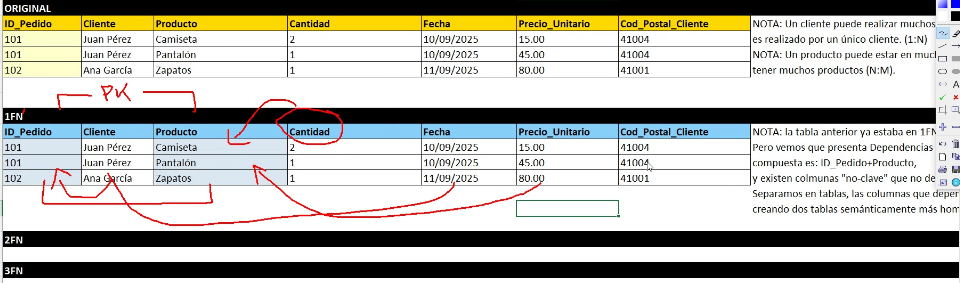 ORIGINAL
ID_Pedido Cliente Producto Cantidad Fecha Precio_Unitario Cod_Postal_Cliente NOTA: Un cliente puede realizar muchos
101 Juan Pérez Camiseta 2 10/09/2025 15.00 41004 es realizado por un único cliente. (1:N)
101 Juan Pérez Pantalón 1 10/09/2025 45.00 41004 NOTA: Un producto puede estar en
102 Ana García Zapatos 1 11/09/2025 80.00 41001 tener muchos productos (N:M).
PK
1FN
ID_Pedido Cliente Producto Cantidad Fecha Precio_Unitario Cod_Postal_Cliente NOTA: la tabla anterior ya estaba en 1FN
101 Juan Pérez Camiseta 2 10/09/2025 15.00 41004 Pero vemos que presenta Dependencias
101 Juan Pérez Pantalón 1 10/09/2025 45.00 41004 compuesta es: ID_Pedido+Producto,
102 Ana García Zapatos 1 11/09/2025 80.00 41001 y existen colmunas "no-clave" que no de
Separamos en tablas, las columnas que
creando dos tablas semánticamente más
2FN
3FN